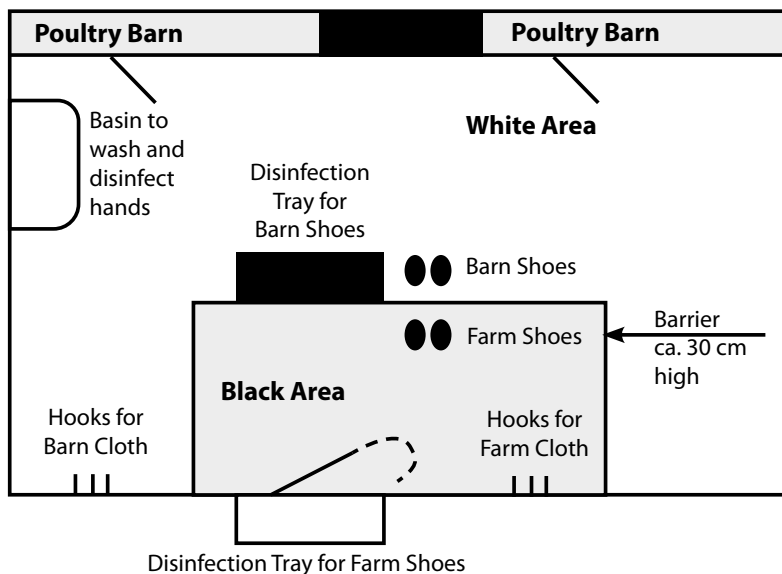 Poultry Barn
Poultry Barn
Basin to
wash and
disinfect
hands
White Area
Disinfection
Tray for
Barn Shoes
Barn Shoes
Farm Shoes
Barrier
ca. 30 cm
high
Black Area
Hooks for
Barn Cloth
Hooks for
Farm Cloth
Disinfection Tray for Farm Shoes